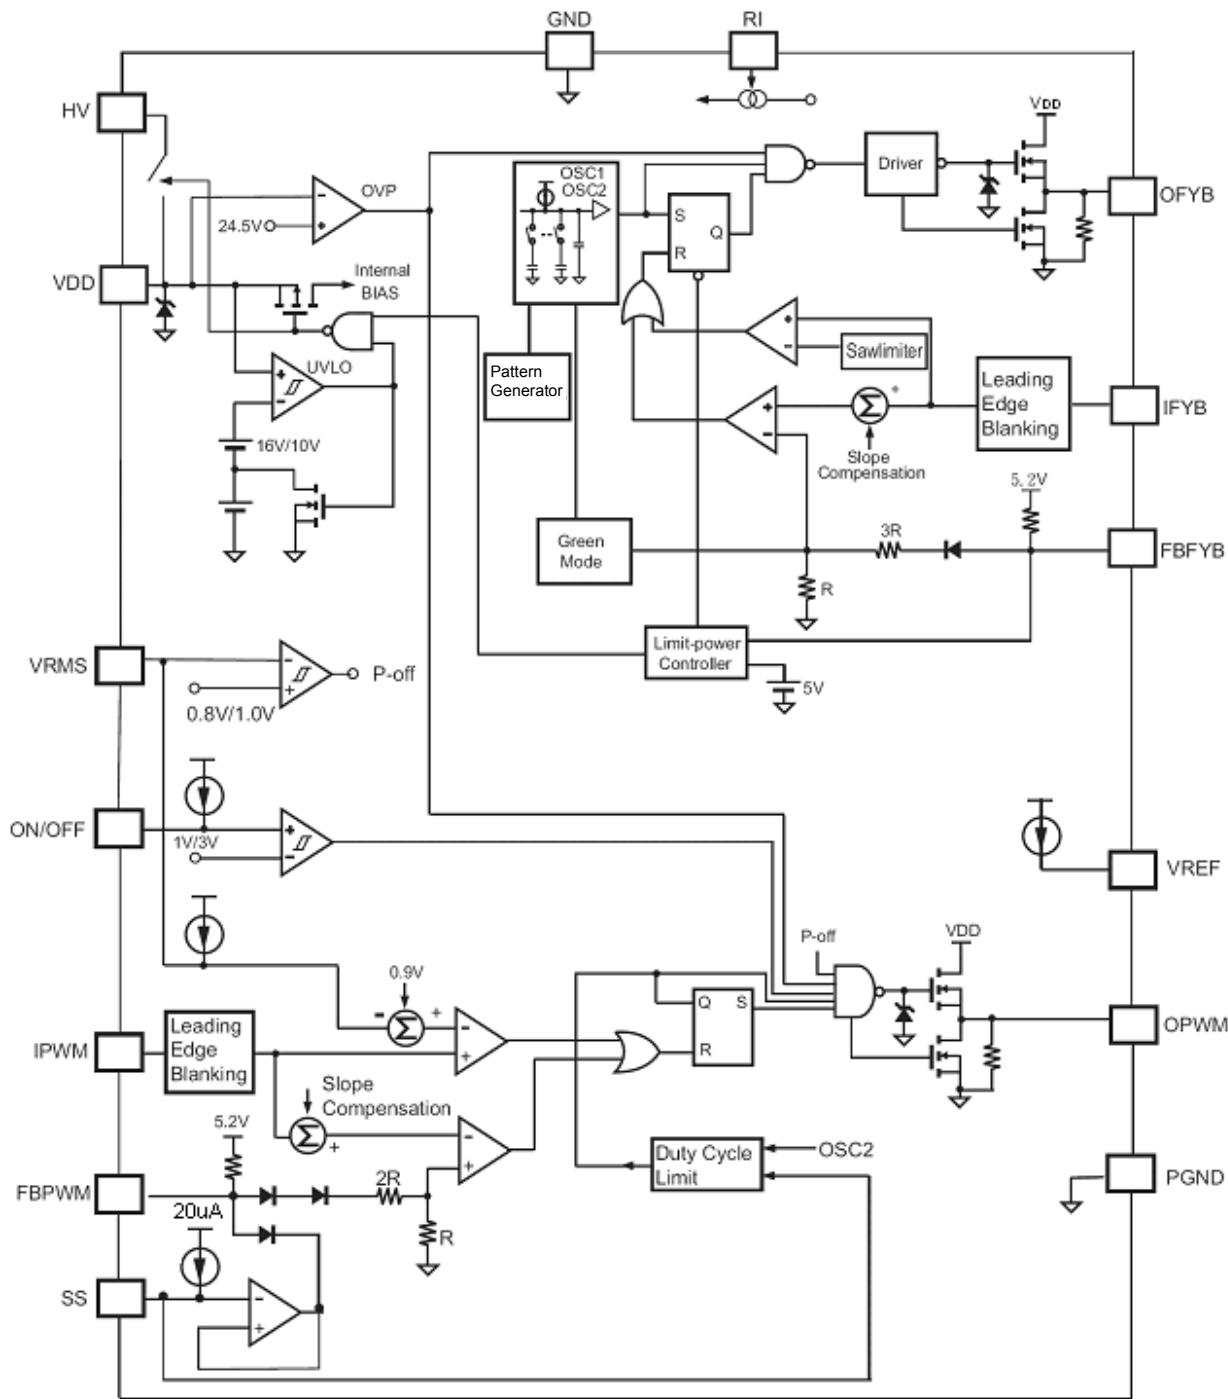 GND
RI
HV
VDD
OSC1
OSC2
Driver
OFYB
OVP
-
+
24.5V
S
Q
R
VDD
Internal
BIAS
+
-
Sawlimiter
UVLO
+
-
Pattern
Generator
Leading
Edge
Blanking
IFYB
+
-
Σ
+
16V/10V
Slope
Compensation
5.2V
3R
Green
Mode
FBFYB
R
VRMS
-
+
P-off
Limit-power
Controller
5V
0.8V/1.0V
ON/OFF
1V/3V
+
-
VREF
P-off
VDD
0.9V
-
Σ
+
-
+
Q
S
R
OPWM
IPWM
Leading
Edge
Blanking
Slope
Compensation
5.2V
Σ
+
-
+
Duty Cycle
Limit
OSC2
PGND
FBPWM
2R
20uA
R
SS
-
+